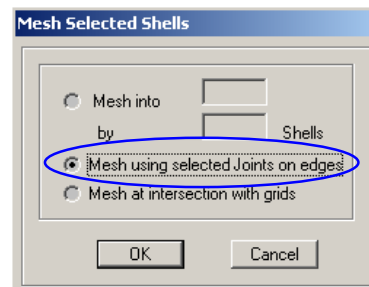 Mesh Selected Shells
Mesh into
by Shells
Mesh using selected Joints on edges
Mesh at intersection with grids
OK Cancel